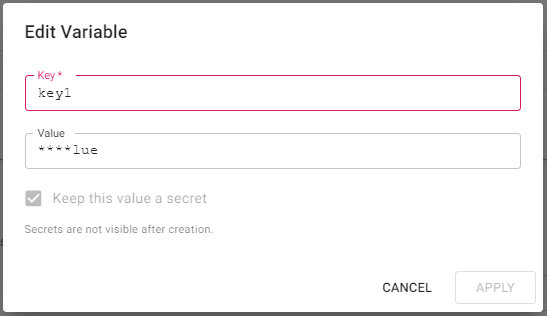 Edit Variable
Key *
key1
Value
****lue
Keep this value a secret
Secrets are not visible after creation.
CANCEL APPLY